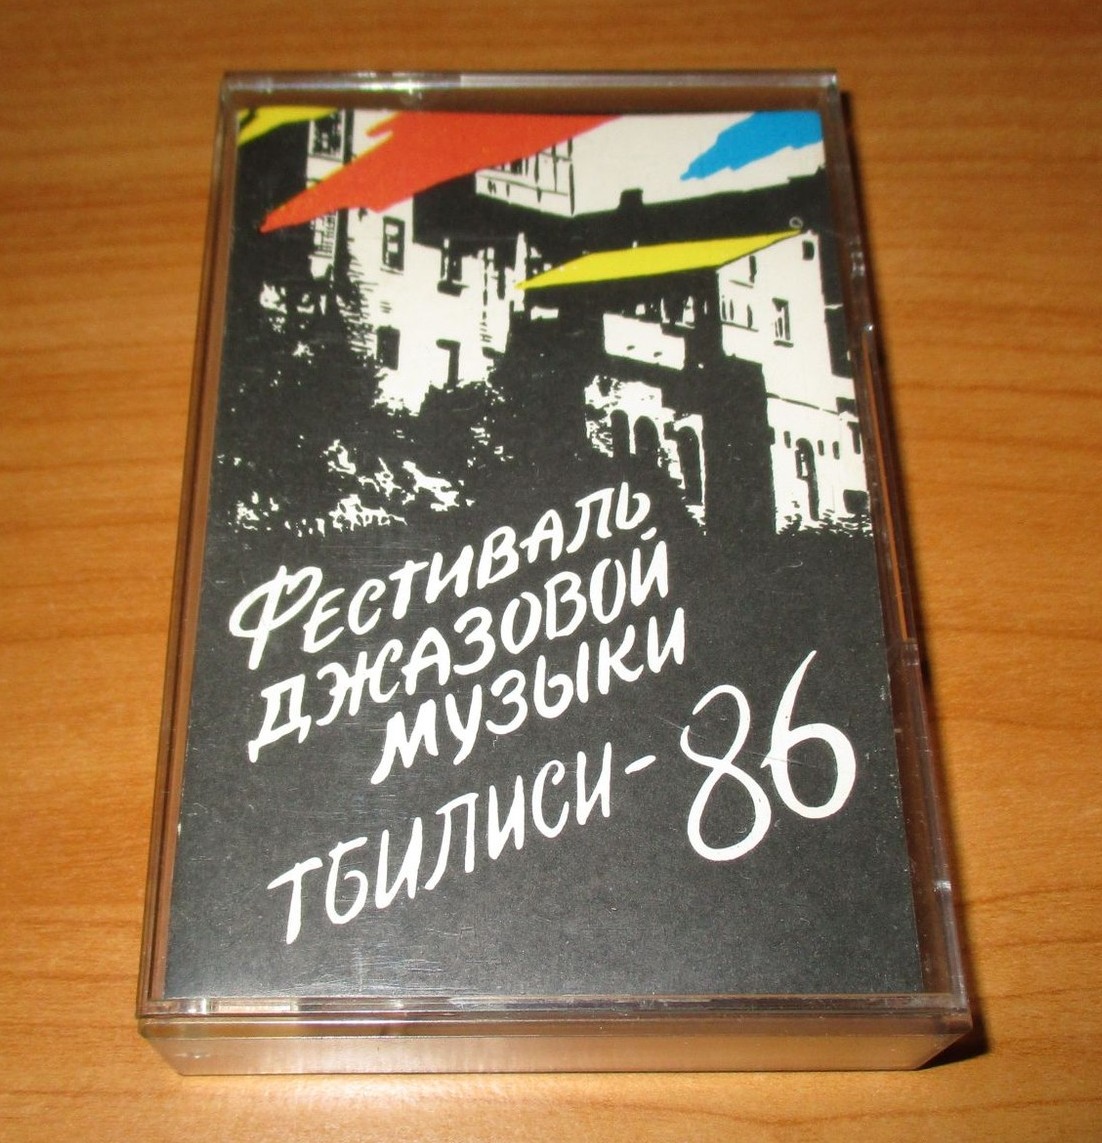 Фестиваль
джазовой
музыки
Тбилиси-86